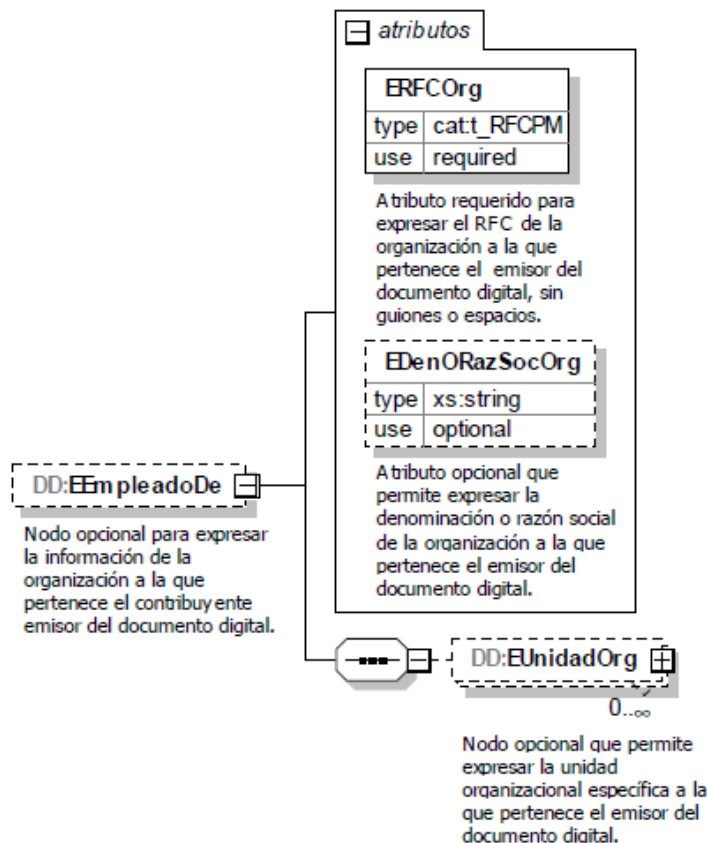 atributos
ERFCOrg
type cat:t_RFCPM
use required
Atributo requerido para
expresar el RFC de la
organización a la que
pertenece el emisor del
documento digital, sin
guiones o espacios.
EDenORazSocOrg
type xs:string
use optional
Atributo opcional que
permite expresar la
denominación o razón social
de la organización a la que
pertenece el emisor del
documento digital.
DD:EEmpleadoDe
Nodo opcional para expresar
la información de la
organización a la que
pertenece el contribuyente
emisor del documento digital.
DD:EUnidadOrg
0..∞
Nodo opcional que permite
expresar la unidad
organizacional específica a la
que pertenece el emisor del
documento digital.